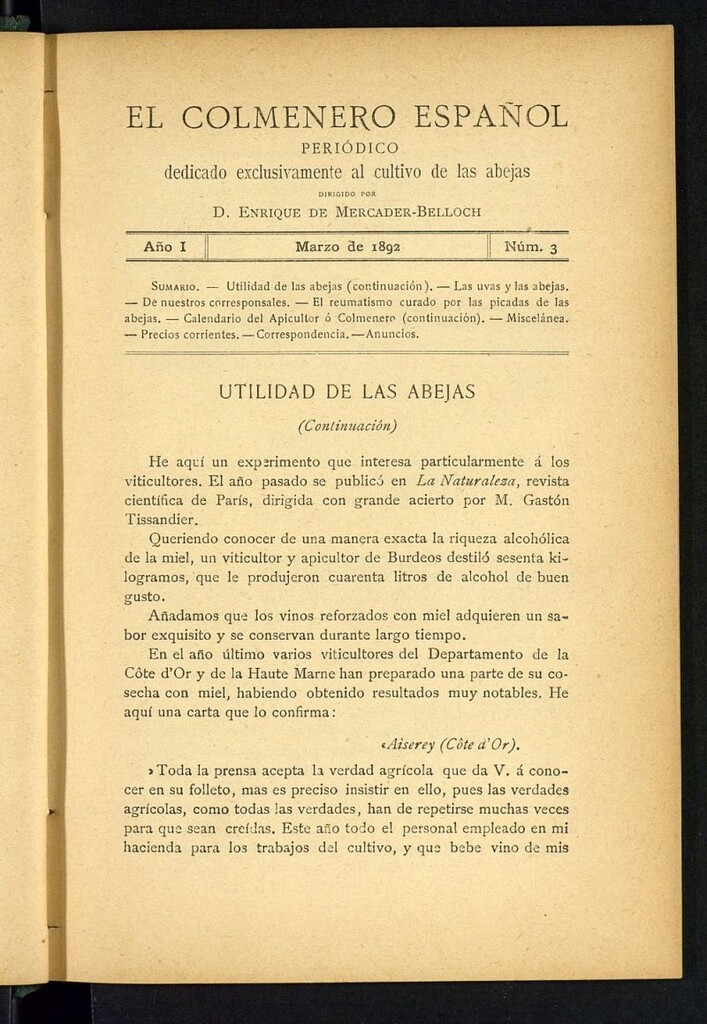 EL COLMENERO ESPAÑOL
PERIÓDICO
dedicado exclusivamente al cultivo de las abejas
DIRIGIDO POR
D. ENRIQUE DE MERCADER-BELLOCH
Año I Marzo de 1892 Núm. 3
SUMARIO. — Utilidad de las abejas (continuación). — Las uvas y las abejas.
— De nuestros corresponsales. — El reumatismo curado por las picadas de las
abejas. — Calendario del Apicultor ó Colmenero (continuación). — Miscelánea.
— Precios corrientes. — Correspondencia. — Anuncios.
UTILIDAD DE LAS ABEJAS
(Continuación)
He aquí un experimento que interesa particularmente á los
viticultores. El año pasado se publicó en La Naturaleza, revista
científica de París, dirigida con grande acierto por M. Gastón
Tissandier.
Queriendo conocer de una manera exacta la riqueza alcohólica
de la miel, un viticultor y apicultor de Burdeos destiló sesenta ki-
logramos, que le produjeron cuarenta litros de alcohol de buen
gusto.
Añadamos que los vinos reforzados con miel adquieren un sa-
bor exquisito y se conservan durante largo tiempo.
En el año último varios viticultores del Departamento de la
Côte d'Or y de la Haute Marne han preparado una parte de su co-
secha con miel, habiendo obtenido resultados muy notables. He
aquí una carta que lo confirma:
«Aiserey (Côte d'Or).
»Toda la prensa acepta la verdad agrícola que da V. á cono-
cer en su folleto, mas es preciso insistir en ello, pues las verdades
agrícolas, como todas las verdades, han de repetirse muchas veces
para que sean creídas. Este año todo el personal empleado en mi
hacienda para los trabajos del cultivo, y que bebe vino de mis